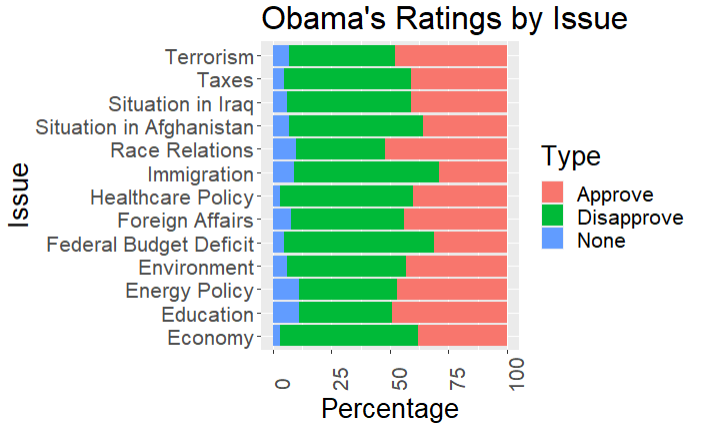 Obama's Ratings by Issue
Terrorism
Taxes
Situation in Iraq
Situation in Afghanistan
Race Relations
Immigration
Healthcare Policy
Foreign Affairs
Federal Budget Deficit
Environment
Energy Policy
Education
Economy
Issue
0
25
50
75
100
Percentage
Type
Approve
Disapprove
None